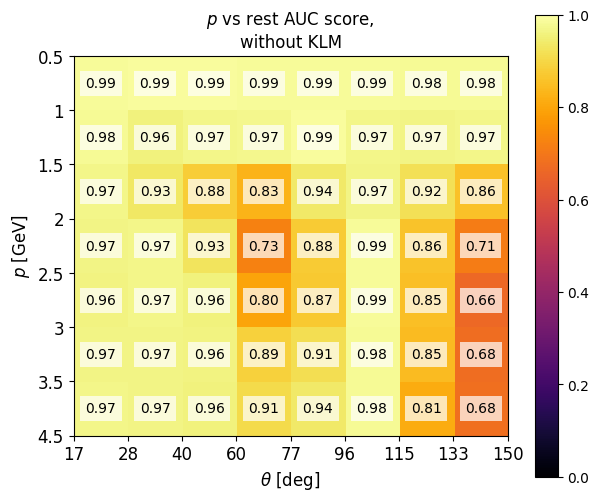 p vs rest AUC score,
without KLM
0.5
1
1.5
2
2.5
3
3.5
4.5
p [GeV]
0.99 0.99 0.99 0.99 0.99 0.99 0.98 0.98
0.98 0.96 0.97 0.97 0.99 0.97 0.97 0.97
0.97 0.93 0.88 0.83 0.94 0.97 0.92 0.86
0.97 0.97 0.93 0.73 0.88 0.99 0.86 0.71
0.96 0.97 0.96 0.80 0.87 0.99 0.85 0.66
0.97 0.97 0.96 0.89 0.91 0.98 0.85 0.68
0.97 0.97 0.96 0.91 0.94 0.98 0.81 0.68
17 28 40 60 77 96 115 133 150
θ [deg]
1.0
0.8
0.6
0.4
0.2
0.0